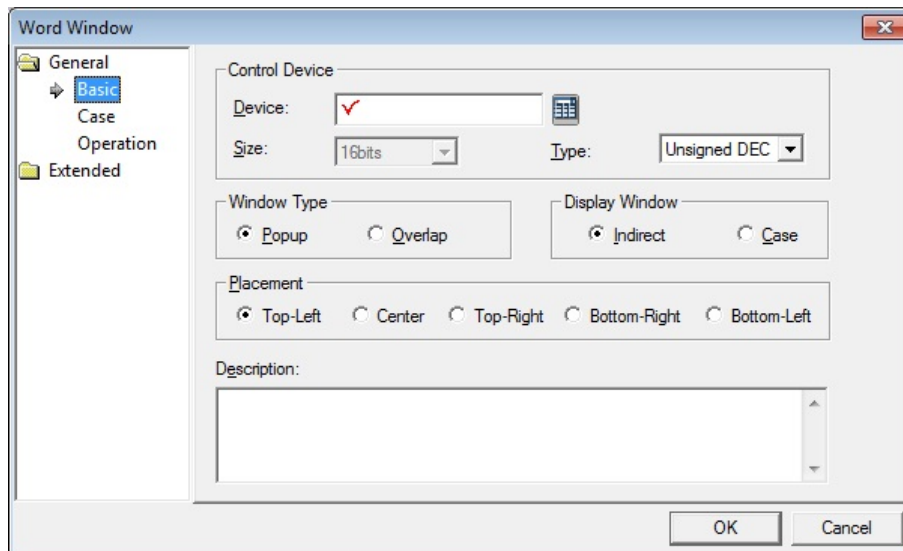 Word Window
General
Basic
Case
Operation
Extended
Control Device
Device:
Size: 16bits Type: Unsigned DEC
Window Type
Popup Overlap
Display Window
Indirect Case
Placement
Top-Left Center Top-Right Bottom-Right Bottom-Left
Description:
OK Cancel